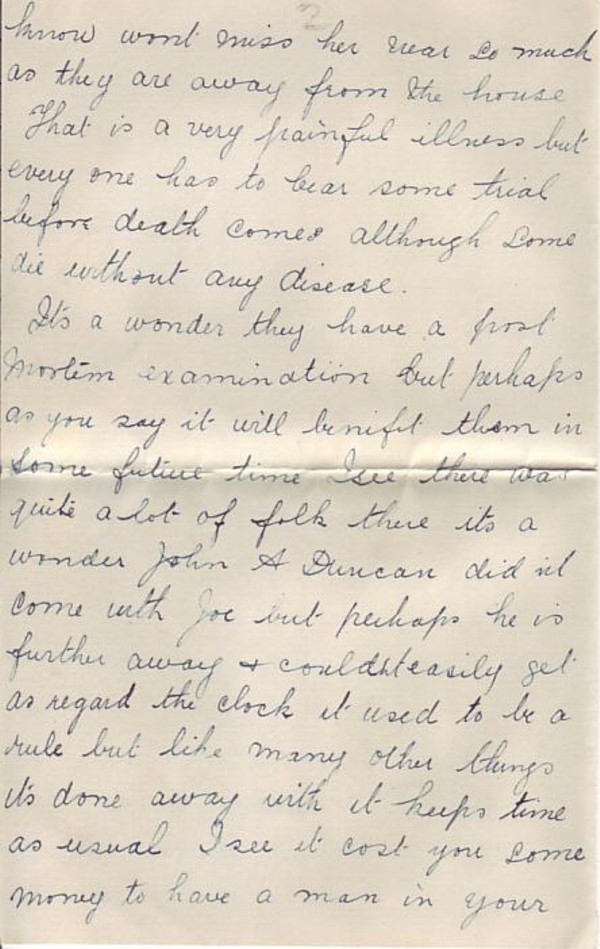 2
know wont miss her near so much
as they are away from the house
That is a very painful illness but
every one has to bear some trial
before death comes although some
die without any disease.
It's a wonder they have a post
Mortem examination but perhaps
as you say it will benifit them in
some future time I see there was
quite a lot of folk there its a
wonder John A Duncan did nt
come with Joe but perhaps he is
further away + couldnt easily get
as regard the clock it used to be a
rule but like many other things
it's done away with it keeps time
as usual I see it cost you some
money to have a man in your